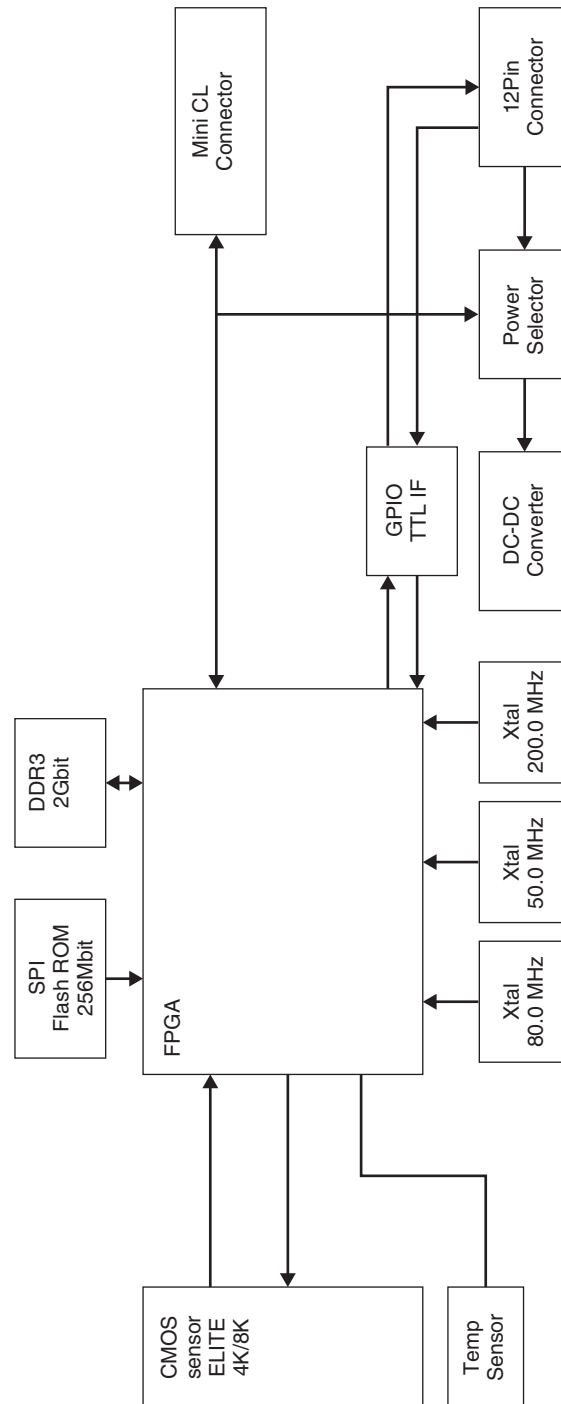 CMOS
sensor
ELITE
4K/8K
Temp
Sensor
SPI
Flash ROM
256Mbit
DDR3
2Gbit
FPGA
Xtal
80.0 MHz
Xtal
50.0 MHz
Xtal
200.0 MHz
GPIO
TTL IF
DC-DC
Converter
Power
Selector
Mini CL
Connector
12Pin
Connector